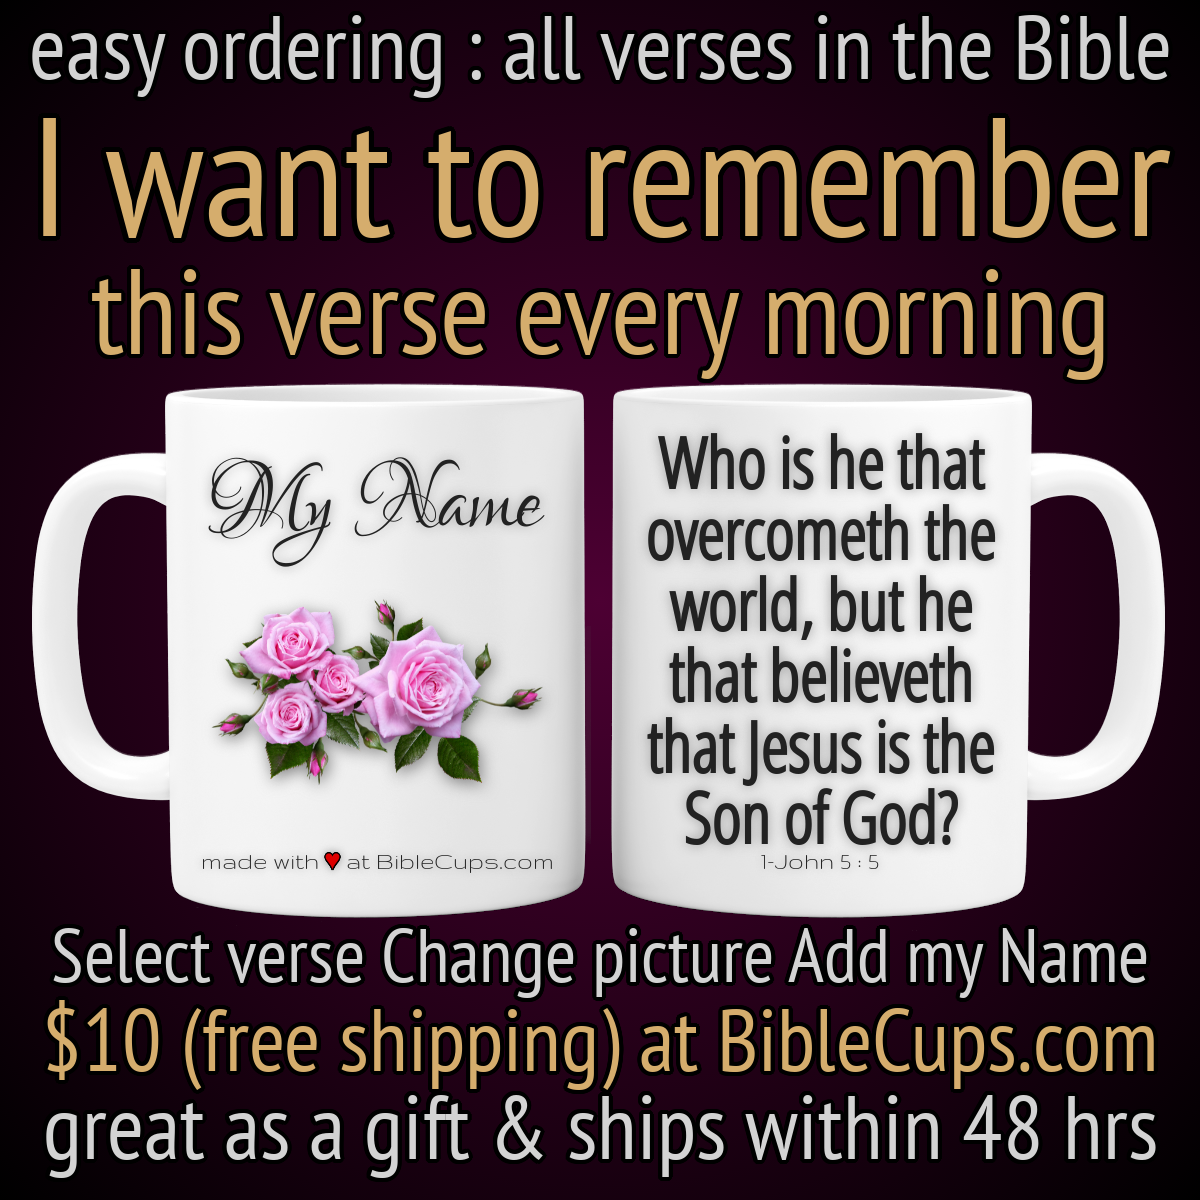 easy ordering : all verses in the Bible
I want to remember
this verse every morning
My Name
made with at BibleCups.com
Who is he that
overcometh the
world, but he
that believeth
that Jesus is the
Son of God?
1-John 5 : 5
Select verse Change picture Add my Name
$10 (free shipping) at BibleCups.com
great as a gift & ships within 48 hrs